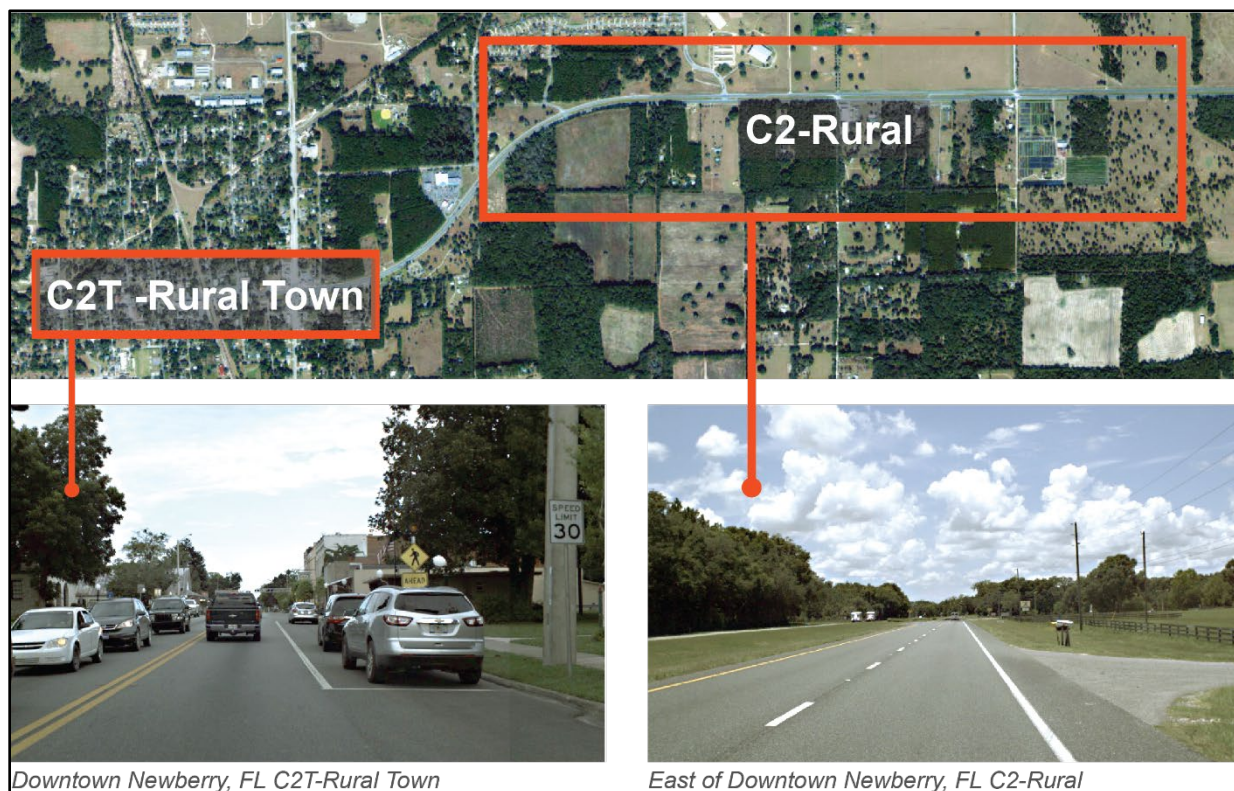 C2-Rural
C2T -Rural Town
SPEED
LIMIT
30
AHEAD
Downtown Newberry, FL C2T-Rural Town
East of Downtown Newberry, FL C2-Rural